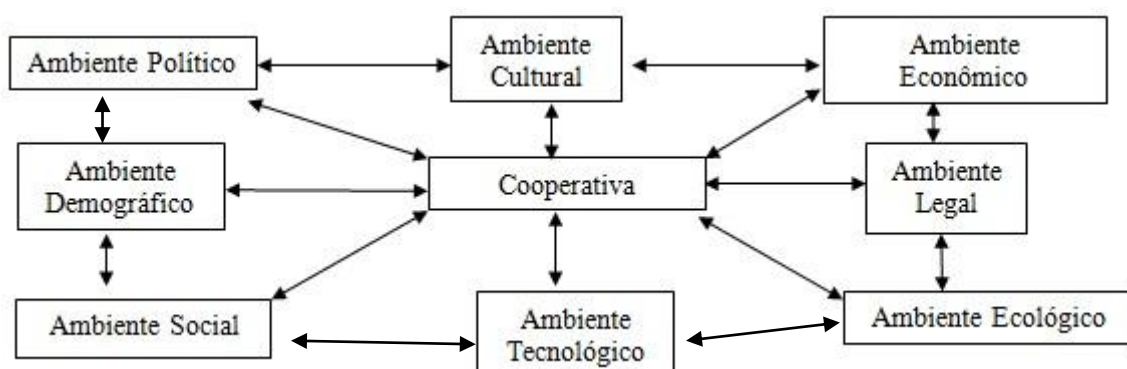 Ambiente Político
Ambiente
Cultural
Ambiente
Econômico
Ambiente
Demográfico
Cooperativa
Ambiente
Legal
Ambiente Social
Ambiente
Tecnológico
Ambiente Ecológico